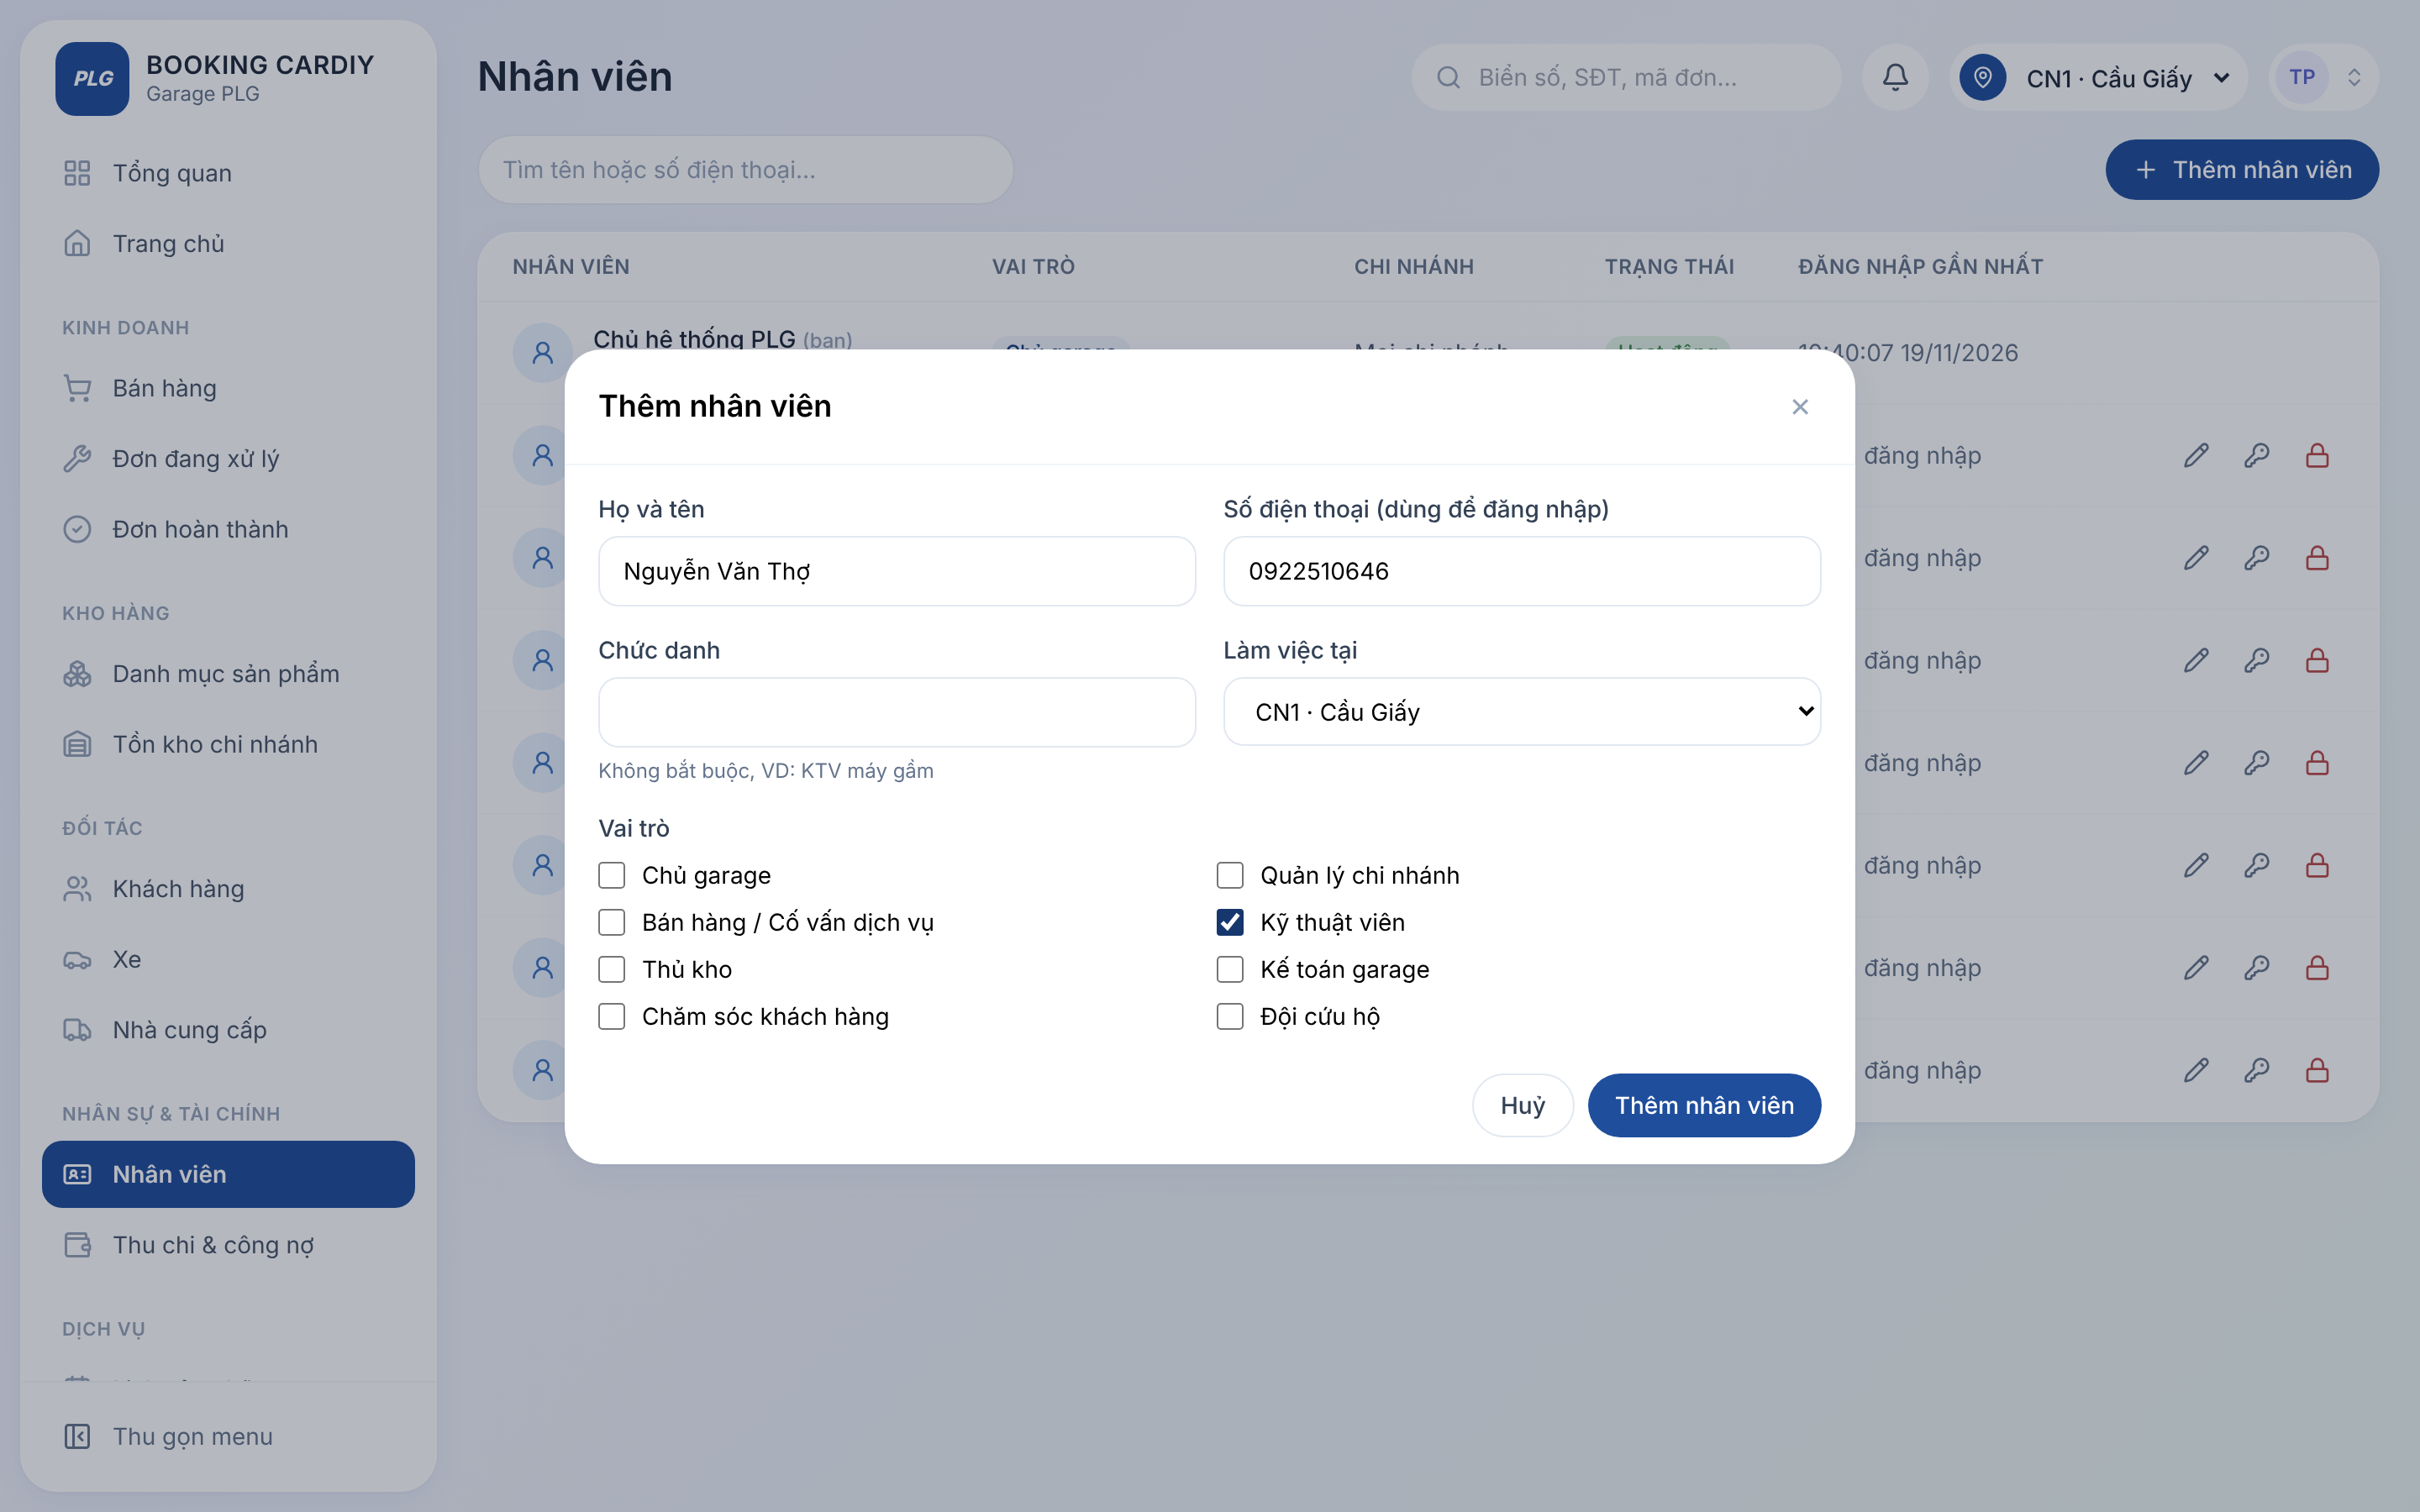 PLG
BOOKING CARDIY
Garage PLG
Tổng quan
Trang chủ
KINH DOANH
Bán hàng
Đơn đang xử lý
Đơn hoàn thành
KHO HÀNG
Danh mục sản phẩm
Tồn kho chi nhánh
ĐỐI TÁC
Khách hàng
Xe
Nhà cung cấp
NHÂN SỰ & TÀI CHÍNH
Nhân viên
Thu chi & công nợ
DỊCH VỤ
Thu gọn menu
Nhân viên
Biển số, SĐT, mã đơn...
CN1 · Cầu Giấy
TP
Tìm tên hoặc số điện thoại...
Thêm nhân viên
NHÂN VIÊN VAI TRÒ CHI NHÁNH TRẠNG THÁI ĐĂNG NHẬP GẦN NHẤT
Chủ hệ thống PLG (bạn) Chủ garage Mọi chi nhánh Hoạt động 10:40:07 19/11/2026
đăng nhập
đăng nhập
đăng nhập
đăng nhập
đăng nhập
đăng nhập
đăng nhập
Thêm nhân viên
Họ và tên
Nguyễn Văn Thợ
Số điện thoại (dùng để đăng nhập)
0922510646
Chức danh
Không bắt buộc, VD: KTV máy gầm
Làm việc tại
CN1 · Cầu Giấy
Vai trò
Chủ garage
Quản lý chi nhánh
Bán hàng / Cố vấn dịch vụ
Kỹ thuật viên
Thủ kho
Kế toán garage
Chăm sóc khách hàng
Đội cứu hộ
Huỷ
Thêm nhân viên